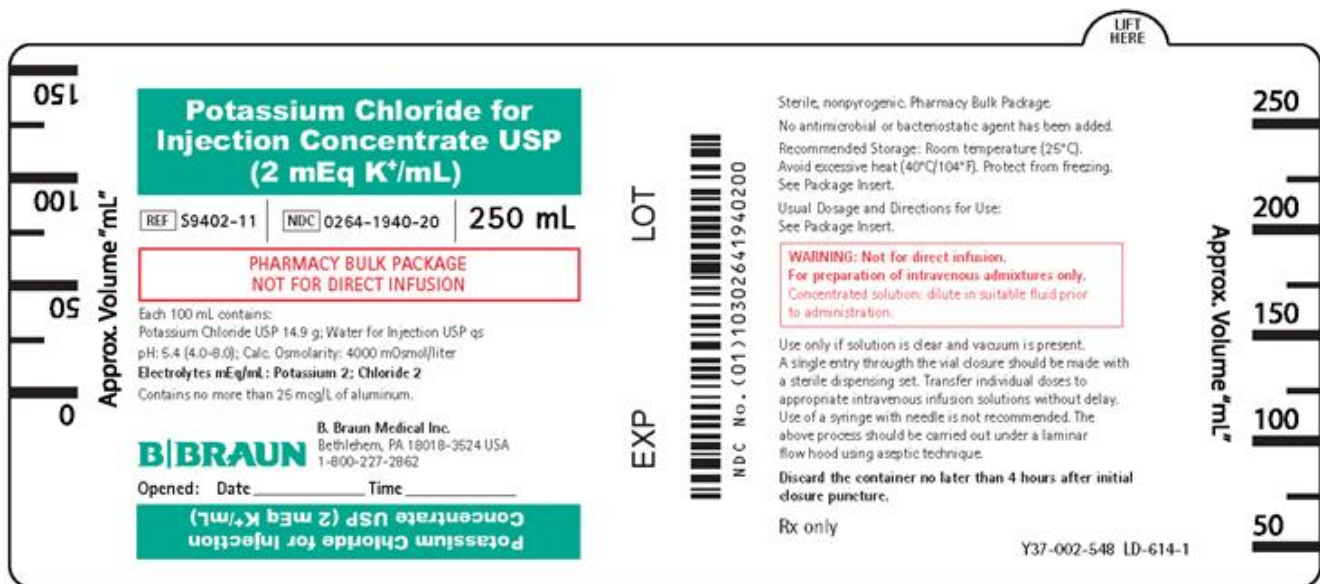 LIFT
HERE
150
100
50
0
Approx. Volume "mL"
Potassium Chloride for
Injection Concentrate USP
(2 mEq K⁺/mL)
REF S9402-11 NDC 0264-1940-20 250 mL
PHARMACY BULK PACKAGE
NOT FOR DIRECT INFUSION
Each 100 mL contains:
Potassium Chloride USP 14.9 g; Water for Injection USP qs
pH: 5.4 (4.0-8.0); Calc. Osmolarity: 4000 mOsmol/liter
Electrolytes mEq/mL: Potassium 2; Chloride 2
Contains no more than 25 mcg/L of aluminum.
B|BRAUN
B. Braun Medical Inc.
Bethlehem, PA 18018-3524 USA
1-800-227-2862
Opened: Date Time
Potassium Chloride for Injection
Concentrate USP (2 mEq K⁺/mL)
LOT
EXP
NDC No. (01)10302641940200
Sterile, nonpyrogenic. Pharmacy Bulk Package.
No antimicrobial or bacteriostatic agent has been added.
Recommended Storage: Room temperature (25°C).
Avoid excessive heat (40°C/104°F). Protect from freezing.
See Package Insert.
Usual Dosage and Directions for Use:
See Package Insert.
WARNING: Not for direct infusion.
For preparation of intravenous admixtures only.
Concentrated solution: dilute in suitable fluid prior
to administration.
Use only if solution is clear and vacuum is present.
A single entry through the vial closure should be made with
a sterile dispensing set. Transfer individual doses to
appropriate intravenous infusion solutions without delay.
Use of a syringe with needle is not recommended. The
above process should be carried out under a laminar
flow hood using aseptic technique.
Discard the container no later than 4 hours after initial
closure puncture.
Rx only
Y37-002-548 LD-614-1
Approx. Volume "mL"
250
200
150
100
50